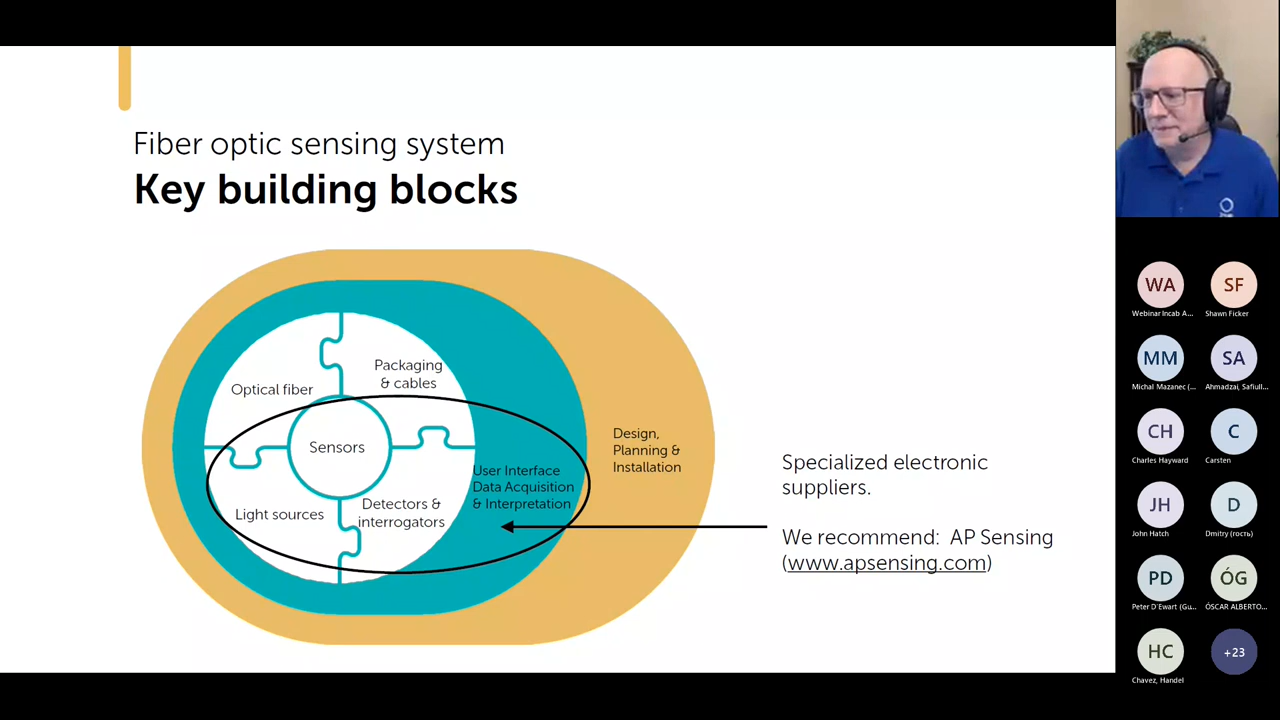 Fiber optic sensing system
Key building blocks
Optical fiber
Packaging
& cables
Sensors
Light sources
Detectors &
interrogators
User Interface
Data Acquisition
& Interpretation
Design,
Planning &
Installation
Specialized electronic
suppliers.
We recommend: AP Sensing
(www.apsensing.com)
WA
SF
Webinar Incab A...
Shawn Ficker
MM
SA
Michal Mazanec (...
Ahmadzai, Safiull...
CH
C
Charles Hayward
Carsten
JH
D
John Hatch
Dmitry (гость)
PD
ÓG
Peter D'Ewart (Gu...
ÓSCAR ALBERTO...
HC
+23
Chavez, Handel